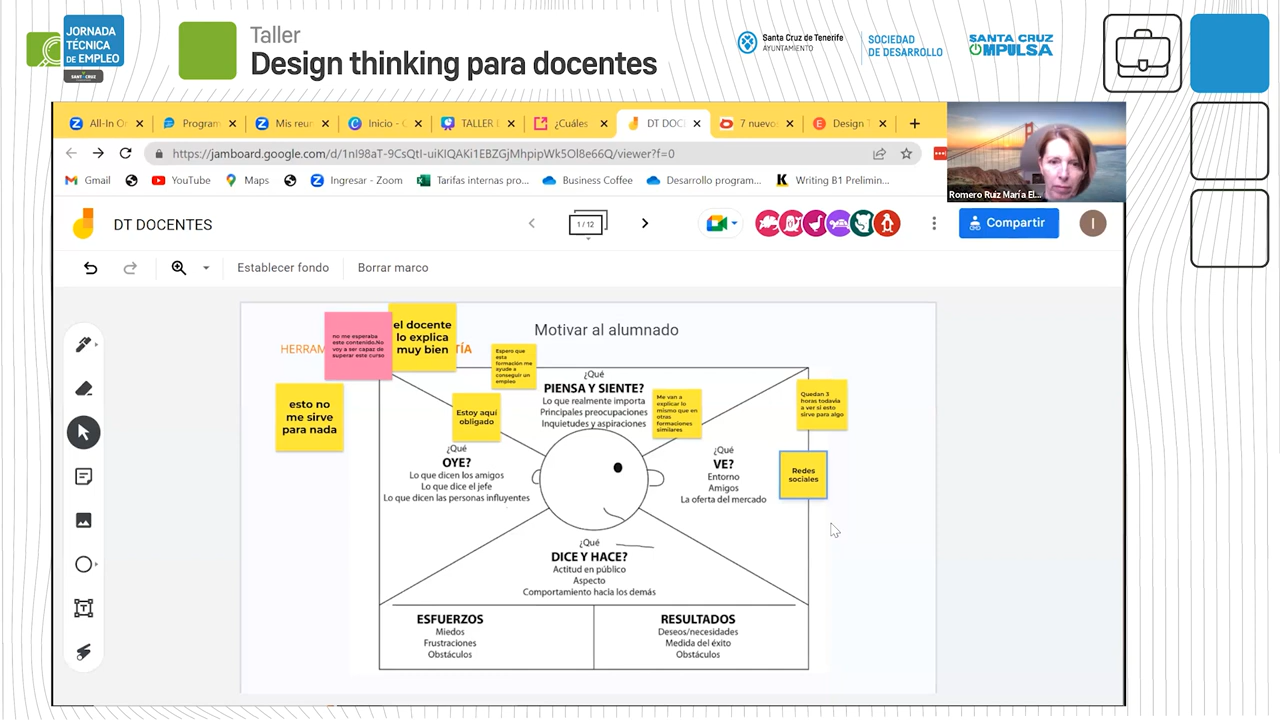 JORNADA
TÉCNICA
DE EMPLEO
Taller
Design thinking para docentes
Santa Cruz de Tenerife
AYUNTAMIENTO
SOCIEDAD
DE DESARROLLO
SANTA CRUZ
MPULSA
All-In O
Program
Mis reu
Inicio - C
TALLER
¿Cuáles
DT DOC
7 nuevo
Design T
https://jamboard.google.com/d/1nI98aT-9CsQtI-uiKIQAKi1EBZGjMhpipWk5Ol8e66Q/viewer?f=0
Gmail
YouTube
Maps
Ingresar - Zoom
Tarifas internas pro...
Business Coffee
Desarrollo program...
Writing B1 Prelimin...
Romero Ruiz María El...
DT DOCENTES
1 / 12
Compartir
I
Establecer fondo
Borrar marco
Motivar al alumnado
HERRAM
TÍA
no me esperaba
este contenido.No
voy a ser capaz de
superar este curso
el docente
lo explica
muy bien
Espero que
esta
formación me
ayude a
conseguir un
empleo
esto no
me sirve
para nada
Estoy aquí
obligado
¿Qué
PIENSA Y SIENTE?
Lo que realmente importa
Principales preocupaciones
Inquietudes y aspiraciones
Me van a
explicar lo
mismo que en
otras
formaciones
similares
Quedan 3
horas todavia
a ver si esto
sirve para algo
¿Qué
OYE?
Lo que dicen los amigos
Lo que dice el jefe
Lo que dicen las personas influyentes
¿Qué
VE?
Entorno
Amigos
La oferta del mercado
Redes
sociales
¿Qué
DICE Y HACE?
Actitud en público
Aspecto
Comportamiento hacia los demás
ESFUERZOS
Miedos
Frustraciones
Obstáculos
RESULTADOS
Deseos/necesidades
Medida del éxito
Obstáculos